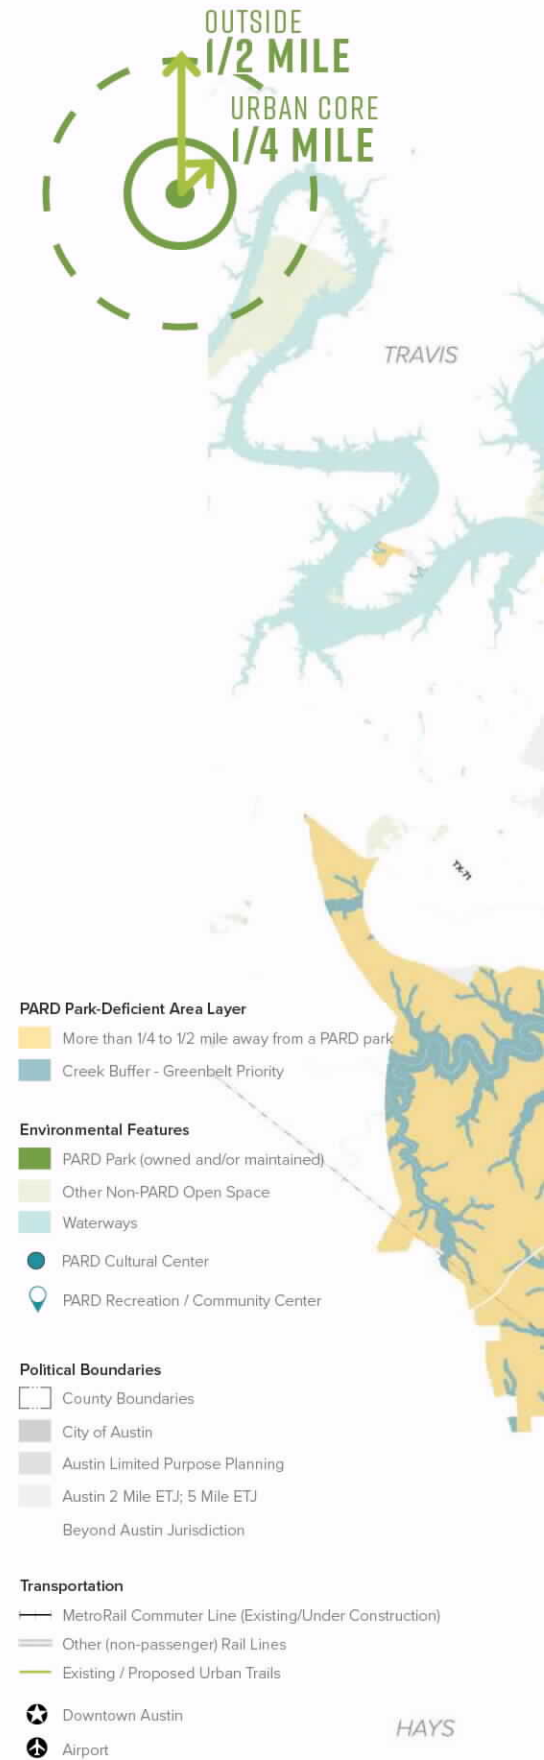 OUTSIDE
1/2 MILE
URBAN CORE
1/4 MILE
TRAVIS
TX-71
PARD Park-Deficient Area Layer
More than 1/4 to 1/2 mile away from a PARD park
Creek Buffer - Greenbelt Priority
Environmental Features
PARD Park (owned and/or maintained)
Other Non-PARD Open Space
Waterways
PARD Cultural Center
PARD Recreation / Community Center
Political Boundaries
County Boundaries
City of Austin
Austin Limited Purpose Planning
Austin 2 Mile ETJ; 5 Mile ETJ
Beyond Austin Jurisdiction
Transportation
MetroRail Commuter Line (Existing/Under Construction)
Other (non-passenger) Rail Lines
Existing / Proposed Urban Trails
Downtown Austin
HAYS
Airport